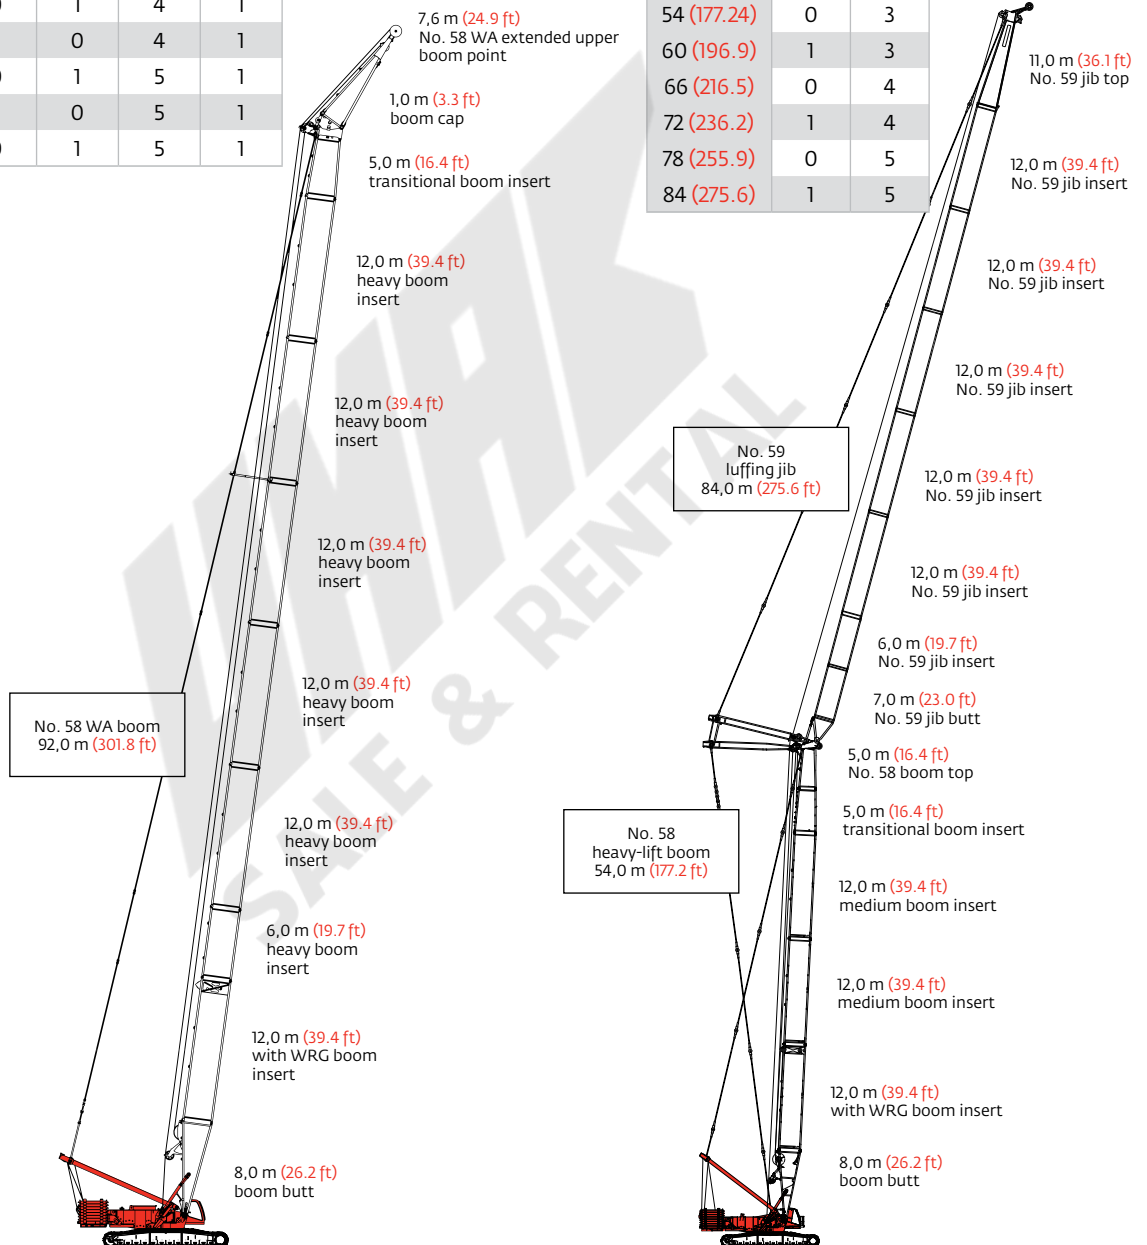 1 4 1
0 4 1
1 5 1
0 5 1
1 5 1
7,6 m (24.9 ft)
No. 58 WA extended upper
boom point
1,0 m (3.3 ft)
boom cap
5,0 m (16.4 ft)
transitional boom insert
12,0 m (39.4 ft)
heavy boom
insert
12,0 m (39.4 ft)
heavy boom
insert
12,0 m (39.4 ft)
heavy boom
insert
12,0 m (39.4 ft)
heavy boom
insert
No. 58 WA boom
92,0 m (301.8 ft)
12,0 m (39.4 ft)
heavy boom
insert
6,0 m (19.7 ft)
heavy boom
insert
12,0 m (39.4 ft)
with WRG boom
insert
8,0 m (26.2 ft)
boom butt
54 (177.24) 0 3
60 (196.9) 1 3
66 (216.5) 0 4
72 (236.2) 1 4
78 (255.9) 0 5
84 (275.6) 1 5
11,0 m (36.1 ft)
No. 59 jib top
12,0 m (39.4 ft)
No. 59 jib insert
12,0 m (39.4 ft)
No. 59 jib insert
12,0 m (39.4 ft)
No. 59 jib insert
No. 59
luffing jib
84,0 m (275.6 ft)
12,0 m (39.4 ft)
No. 59 jib insert
12,0 m (39.4 ft)
No. 59 jib insert
6,0 m (19.7 ft)
No. 59 jib insert
7,0 m (23.0 ft)
No. 59 jib butt
5,0 m (16.4 ft)
No. 58 boom top
5,0 m (16.4 ft)
transitional boom insert
No. 58
heavy-lift boom
54,0 m (177.2 ft)
12,0 m (39.4 ft)
medium boom insert
12,0 m (39.4 ft)
medium boom insert
12,0 m (39.4 ft)
with WRG boom insert
8,0 m (26.2 ft)
boom butt
SALE & RENTAL